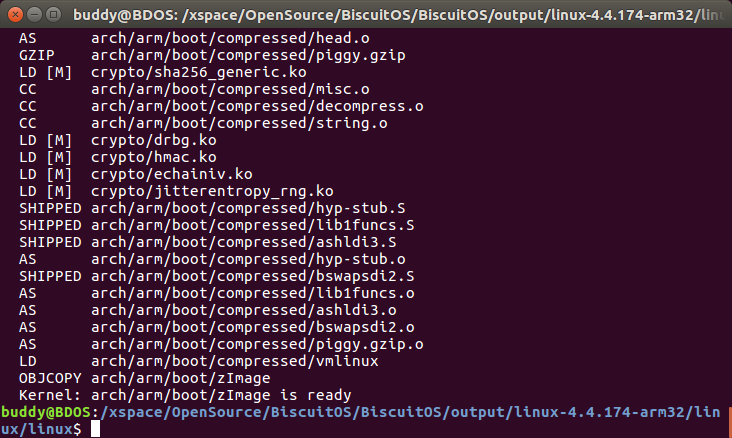 buddy@BDOS: /xspace/OpenSource/BiscuitOS/BiscuitOS/output/linux-4.4.174-arm32/linu
AS      arch/arm/boot/compressed/head.o
GZIP    arch/arm/boot/compressed/piggy.gzip
LD [M]  crypto/sha256_generic.ko
CC      arch/arm/boot/compressed/misc.o
CC      arch/arm/boot/compressed/decompress.o
CC      arch/arm/boot/compressed/string.o
LD [M]  crypto/drbg.ko
LD [M]  crypto/hmac.ko
LD [M]  crypto/echainiv.ko
LD [M]  crypto/jitterentropy_rng.ko
SHIPPED arch/arm/boot/compressed/hyp-stub.S
SHIPPED arch/arm/boot/compressed/lib1funcs.S
SHIPPED arch/arm/boot/compressed/ashldi3.S
AS      arch/arm/boot/compressed/hyp-stub.o
SHIPPED arch/arm/boot/compressed/bswapsdi2.S
AS      arch/arm/boot/compressed/lib1funcs.o
AS      arch/arm/boot/compressed/ashldi3.o
AS      arch/arm/boot/compressed/bswapsdi2.o
AS      arch/arm/boot/compressed/piggy.gzip.o
LD      arch/arm/boot/compressed/vmlinux
OBJCOPY arch/arm/boot/zImage
Kernel: arch/arm/boot/zImage is ready
buddy@BDOS:/xspace/OpenSource/BiscuitOS/BiscuitOS/output/linux-4.4.174-arm32/lin
ux/linux$